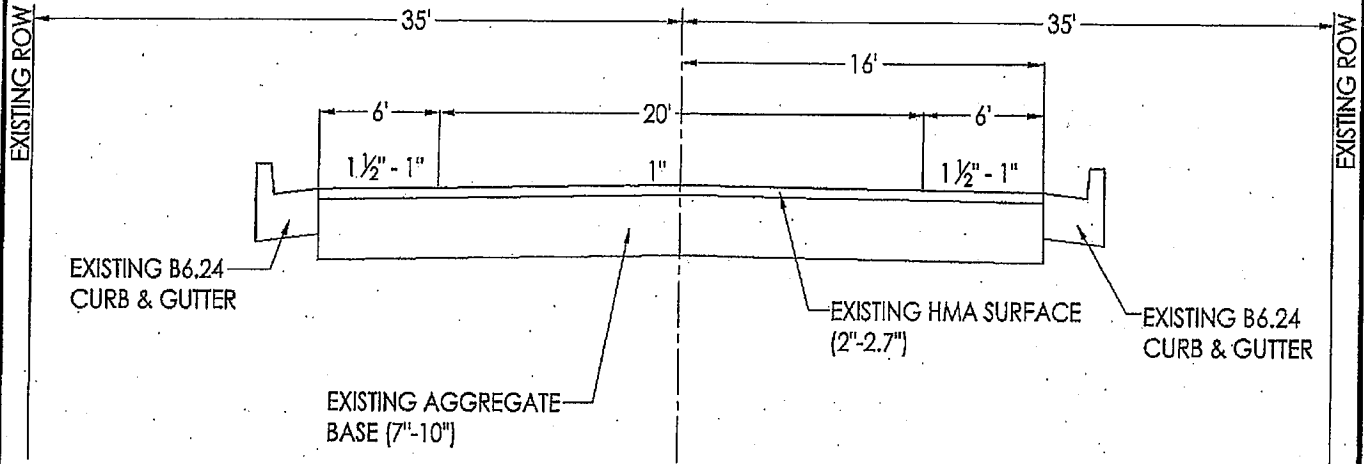 EXISTING ROW
35'
35'
EXISTING ROW
16'
6'
20'
6'
1½" - 1"
1"
1½" - 1"
EXISTING B6.24
CURB & GUTTER
EXISTING HMA SURFACE
(2"-2.7")
EXISTING B6.24
CURB & GUTTER
EXISTING AGGREGATE
BASE (7"-10")